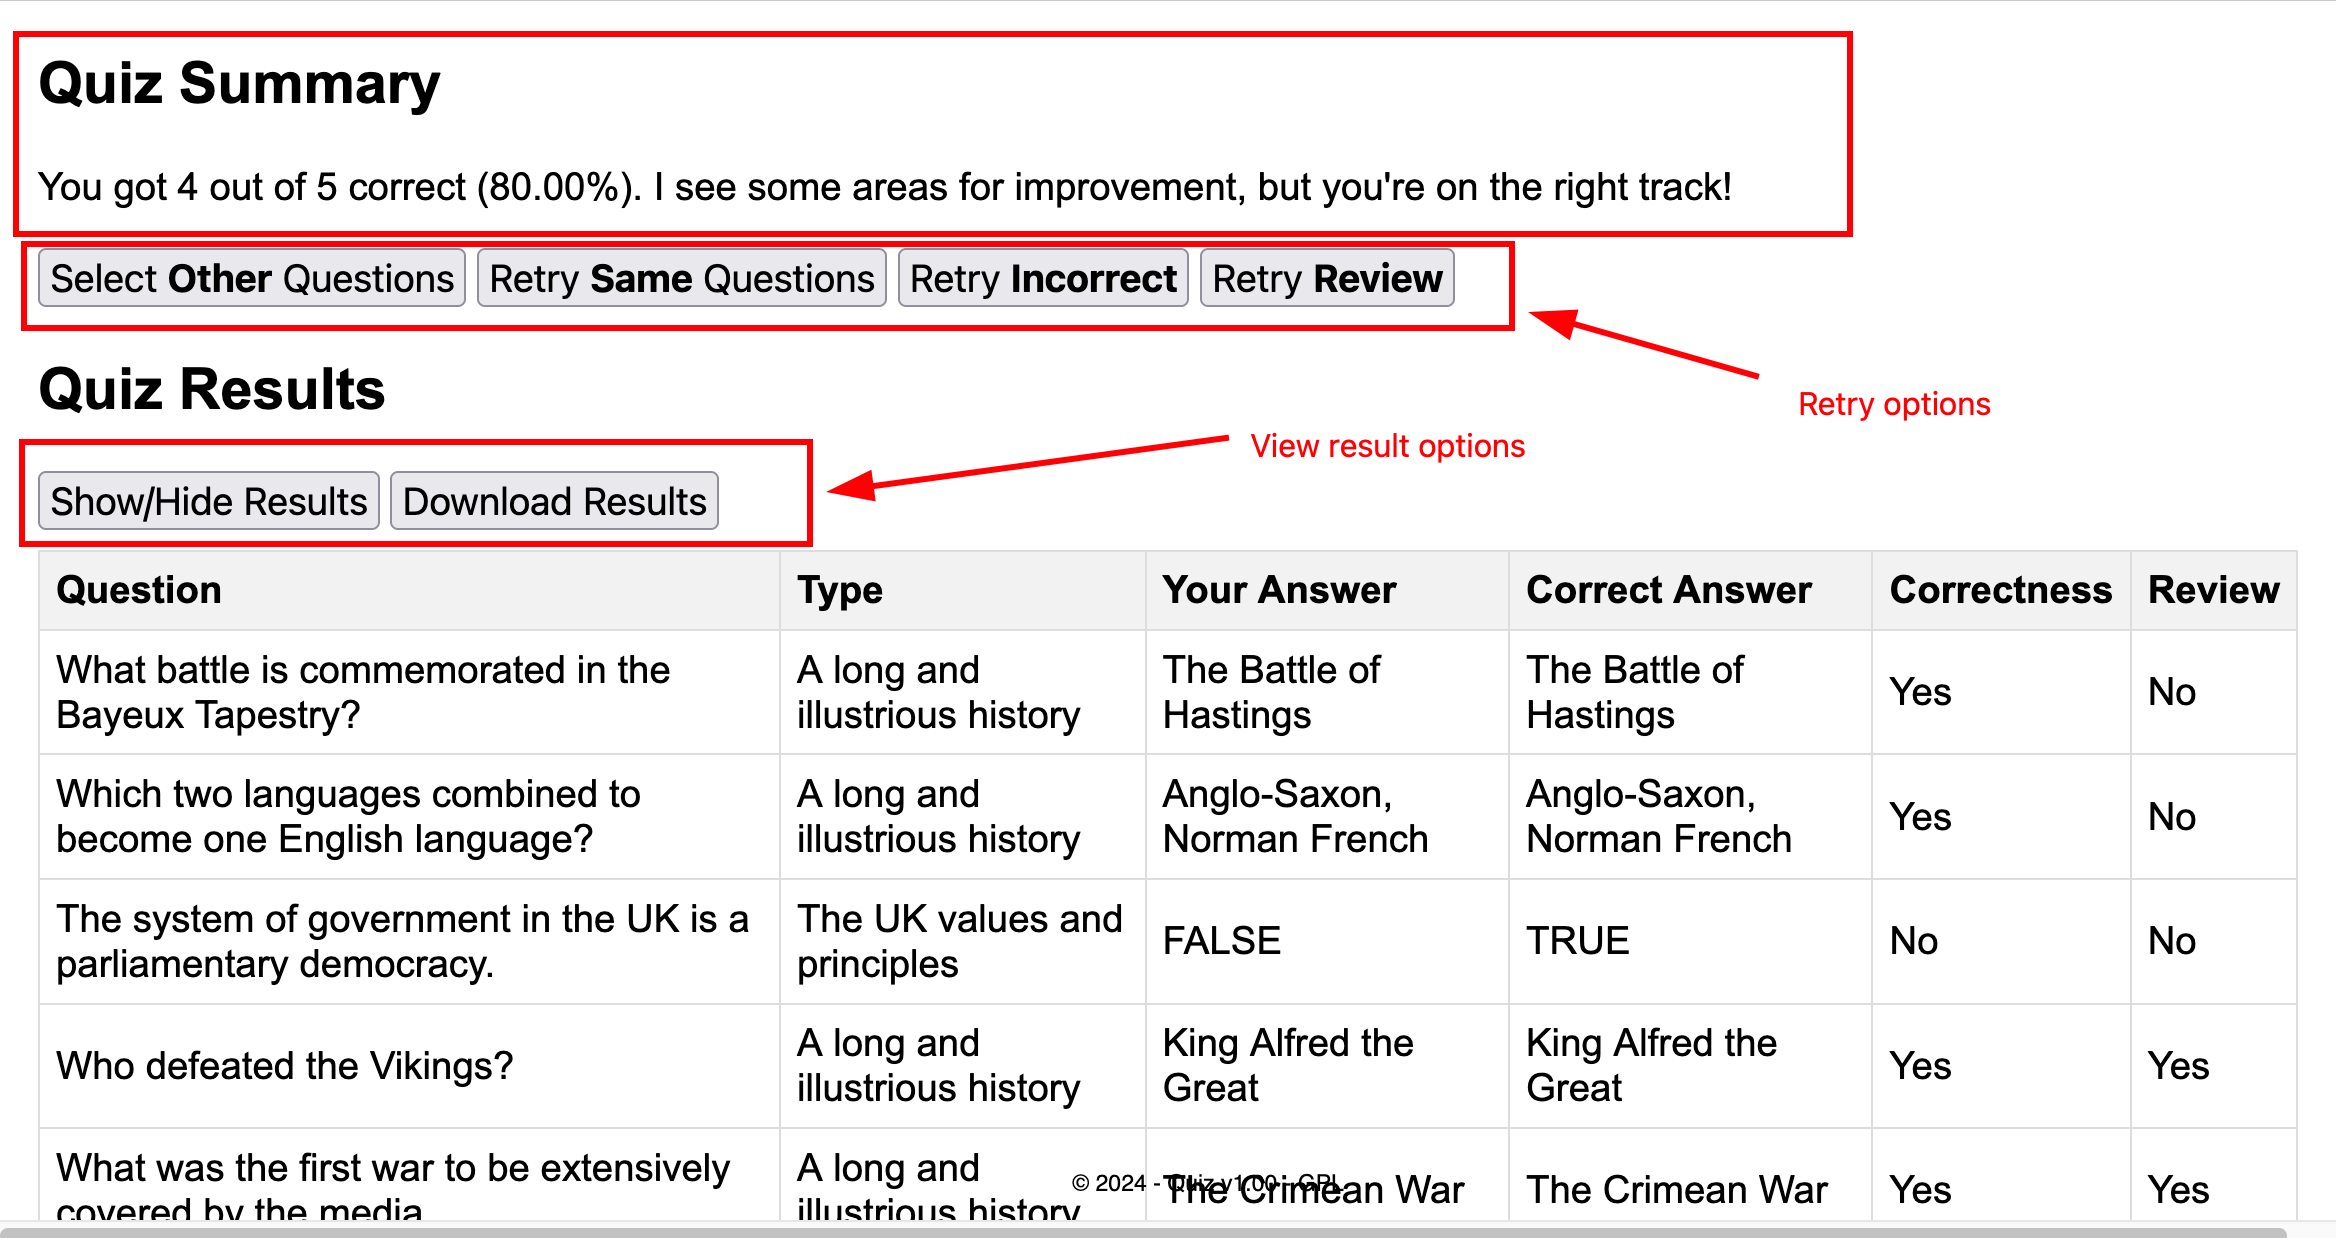 Quiz Summary
You got 4 out of 5 correct (80.00%). I see some areas for improvement, but you're on the right track!
Select Other Questions Retry Same Questions Retry Incorrect Retry Review
Retry options
Quiz Results
View result options
Show/Hide Results Download Results
Question Type Your Answer Correct Answer Correctness Review
What battle is commemorated in the
Bayeux Tapestry?
A long and
illustrious history
The Battle of
Hastings
The Battle of
Hastings
Yes
No
Which two languages combined to
become one English language?
A long and
illustrious history
Anglo-Saxon,
Norman French
Anglo-Saxon,
Norman French
Yes
No
The system of government in the UK is a
parliamentary democracy.
The UK values and
principles
FALSE
TRUE
No
No
Who defeated the Vikings?
A long and
illustrious history
King Alfred the
Great
King Alfred the
Great
Yes
Yes
What was the first war to be extensively
covered by the media
A long and
illustrious history
The Crimean War
The Crimean War
Yes
Yes
© 2024 - Quiz v1.00 - GPL